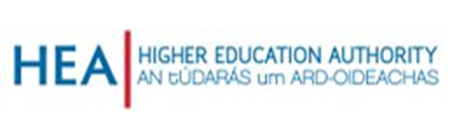 HEA
HIGHER EDUCATION AUTHORITY
AN tÚDARÁS um ARD-OIDEACHAS